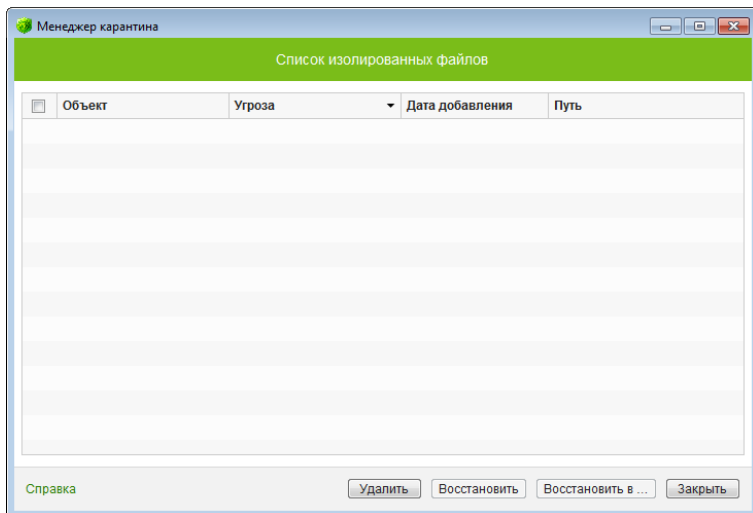 Менеджер карантина
Список изолированных файлов
Объект Угроза Дата добавления Путь
Справка Удалить Восстановить Восстановить в ... Закрыть